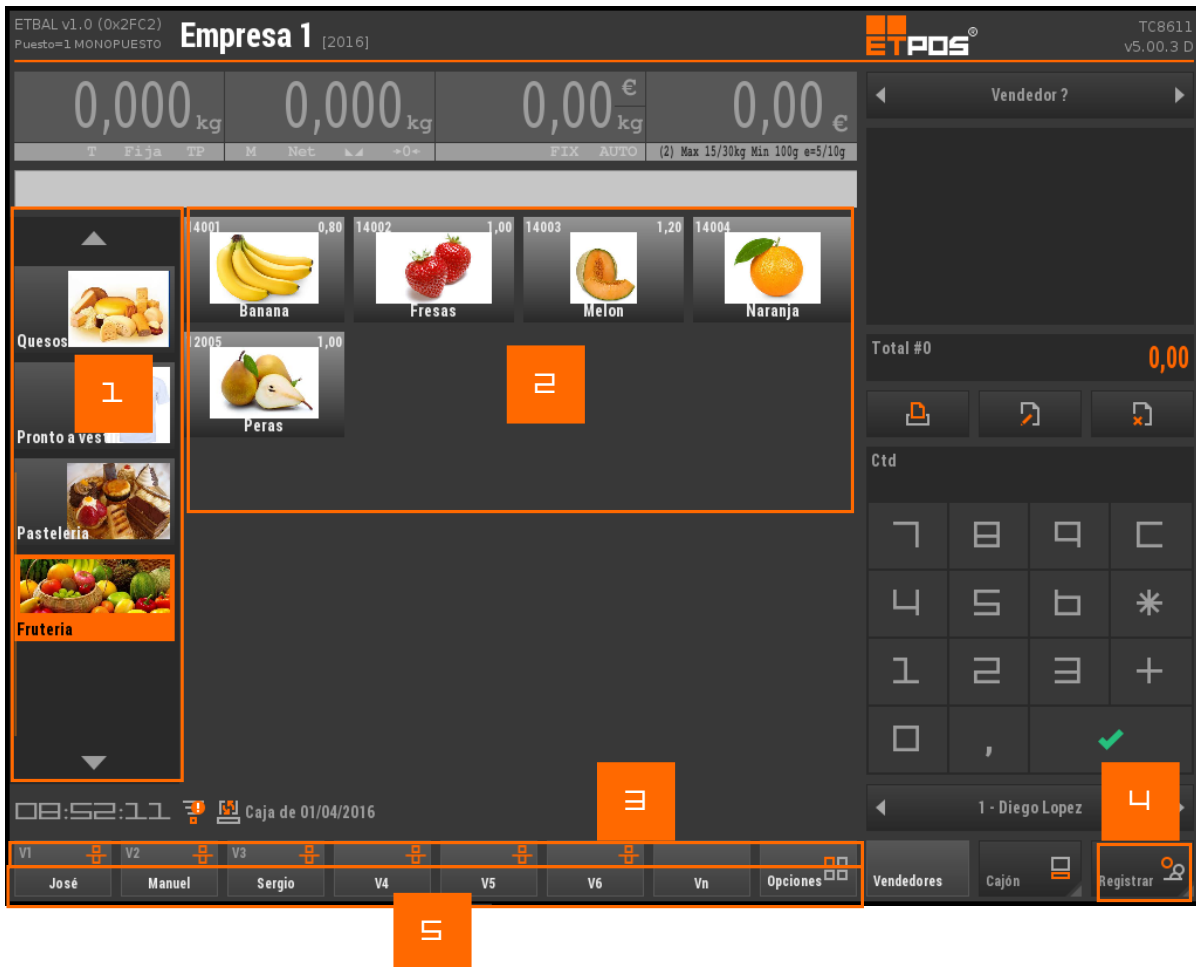 ETBAL v1.0 (0x2FC2)
Puesto=1 MONOPUESTO
Empresa 1 [2016]
ETPOS®
TC8611
v5.00.3 D
0,000 kg
0,000 kg
0,00 € kg
0,00 €
T Fija TP
M Net →0←
FIX AUTO
(2) Max 15/30kg Min 100g e=5/10g
Vendedor ?
Quesos
1
Pronto a vestir
Pasteleria
Fruteria
14001 0,80
Banana
14002 1,00
Fresas
14003 1,20
Melon
14004
Naranja
12005 1,00
Peras
2
Total #0
0,00
Ctd
7 8 9 C
4 5 6 *
1 2 3 +
0 ,
08:52:11
Caja de 01/04/2016
3
1 - Diego Lopez
4
V1 V2 V3
José Manuel Sergio V4 V5 V6 Vn Opciones
Vendedores Cajón Registrar
5